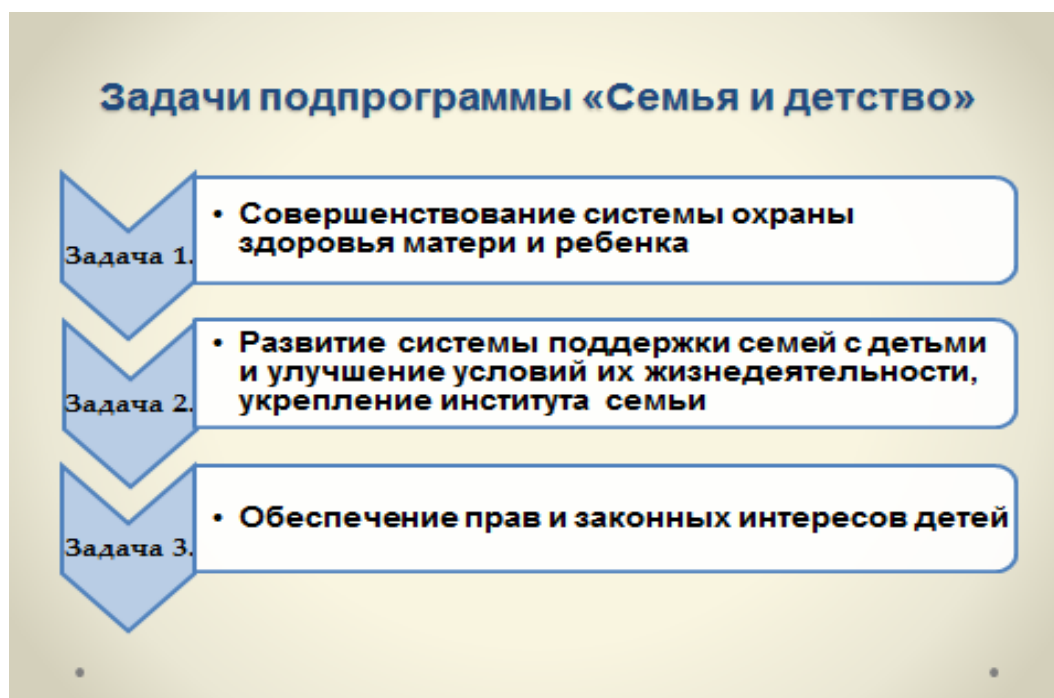 Задачи подпрограммы «Семья и детство»
Задача 1.
• Совершенствование системы охраны
здоровья матери и ребенка
Задача 2.
• Развитие системы поддержки семей с детьми
и улучшение условий их жизнедеятельности,
укрепление института семьи
Задача 3.
• Обеспечение прав и законных интересов детей